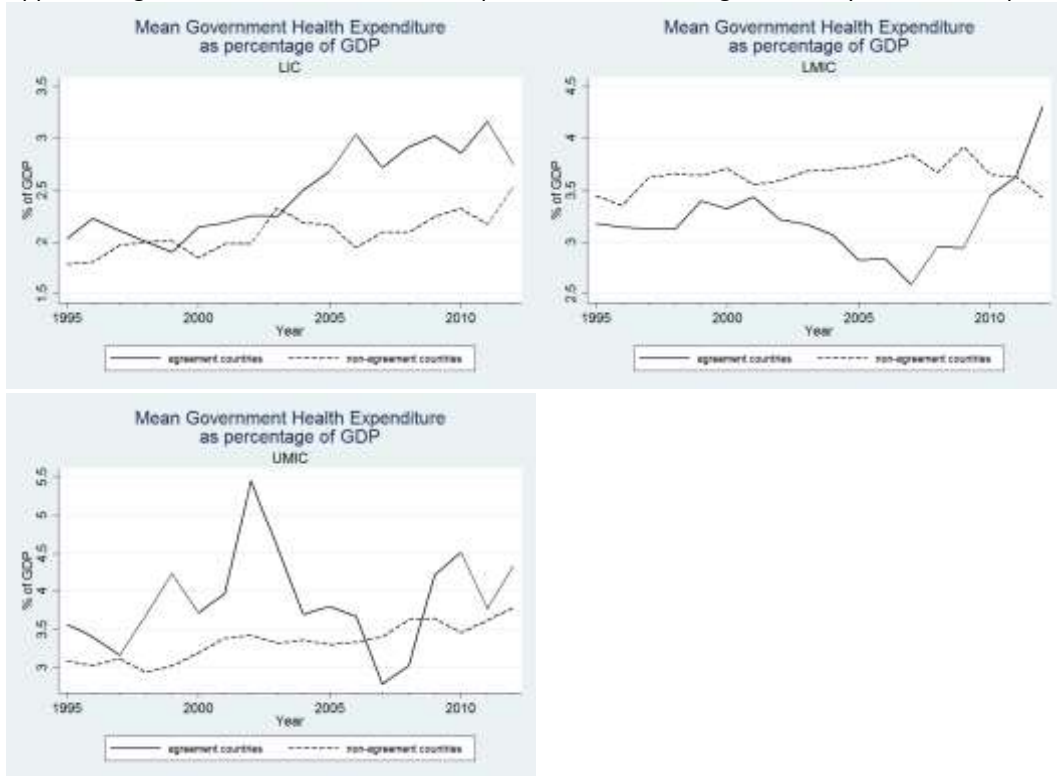 Mean Government Health Expenditure
as percentage of GDP
LIC
% of GDP
3.5
3
2.5
2
1.5
1995 2000 2005 2010
Year
agreement countries non-agreement countries
Mean Government Health Expenditure
as percentage of GDP
LMIC
% of GDP
4.5
4
3.5
3
2.5
1995 2000 2005 2010
Year
agreement countries non-agreement countries
Mean Government Health Expenditure
as percentage of GDP
UMIC
% of GDP
5.5
5
4.5
4
3.5
3
1995 2000 2005 2010
Year
agreement countries non-agreement countries